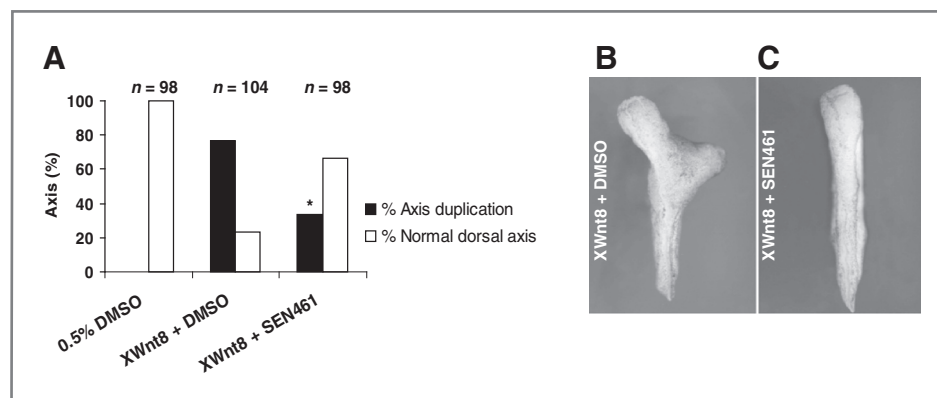 A
B
C
n = 98
n = 104
n = 98
100
80
60
40
20
0
Axis (%)
*
% Axis duplication
% Normal dorsal axis
0.5% DMSO
XWnt8 + DMSO
XWnt8 + SEN461
XWnt8 + DMSO
XWnt8 + SEN461